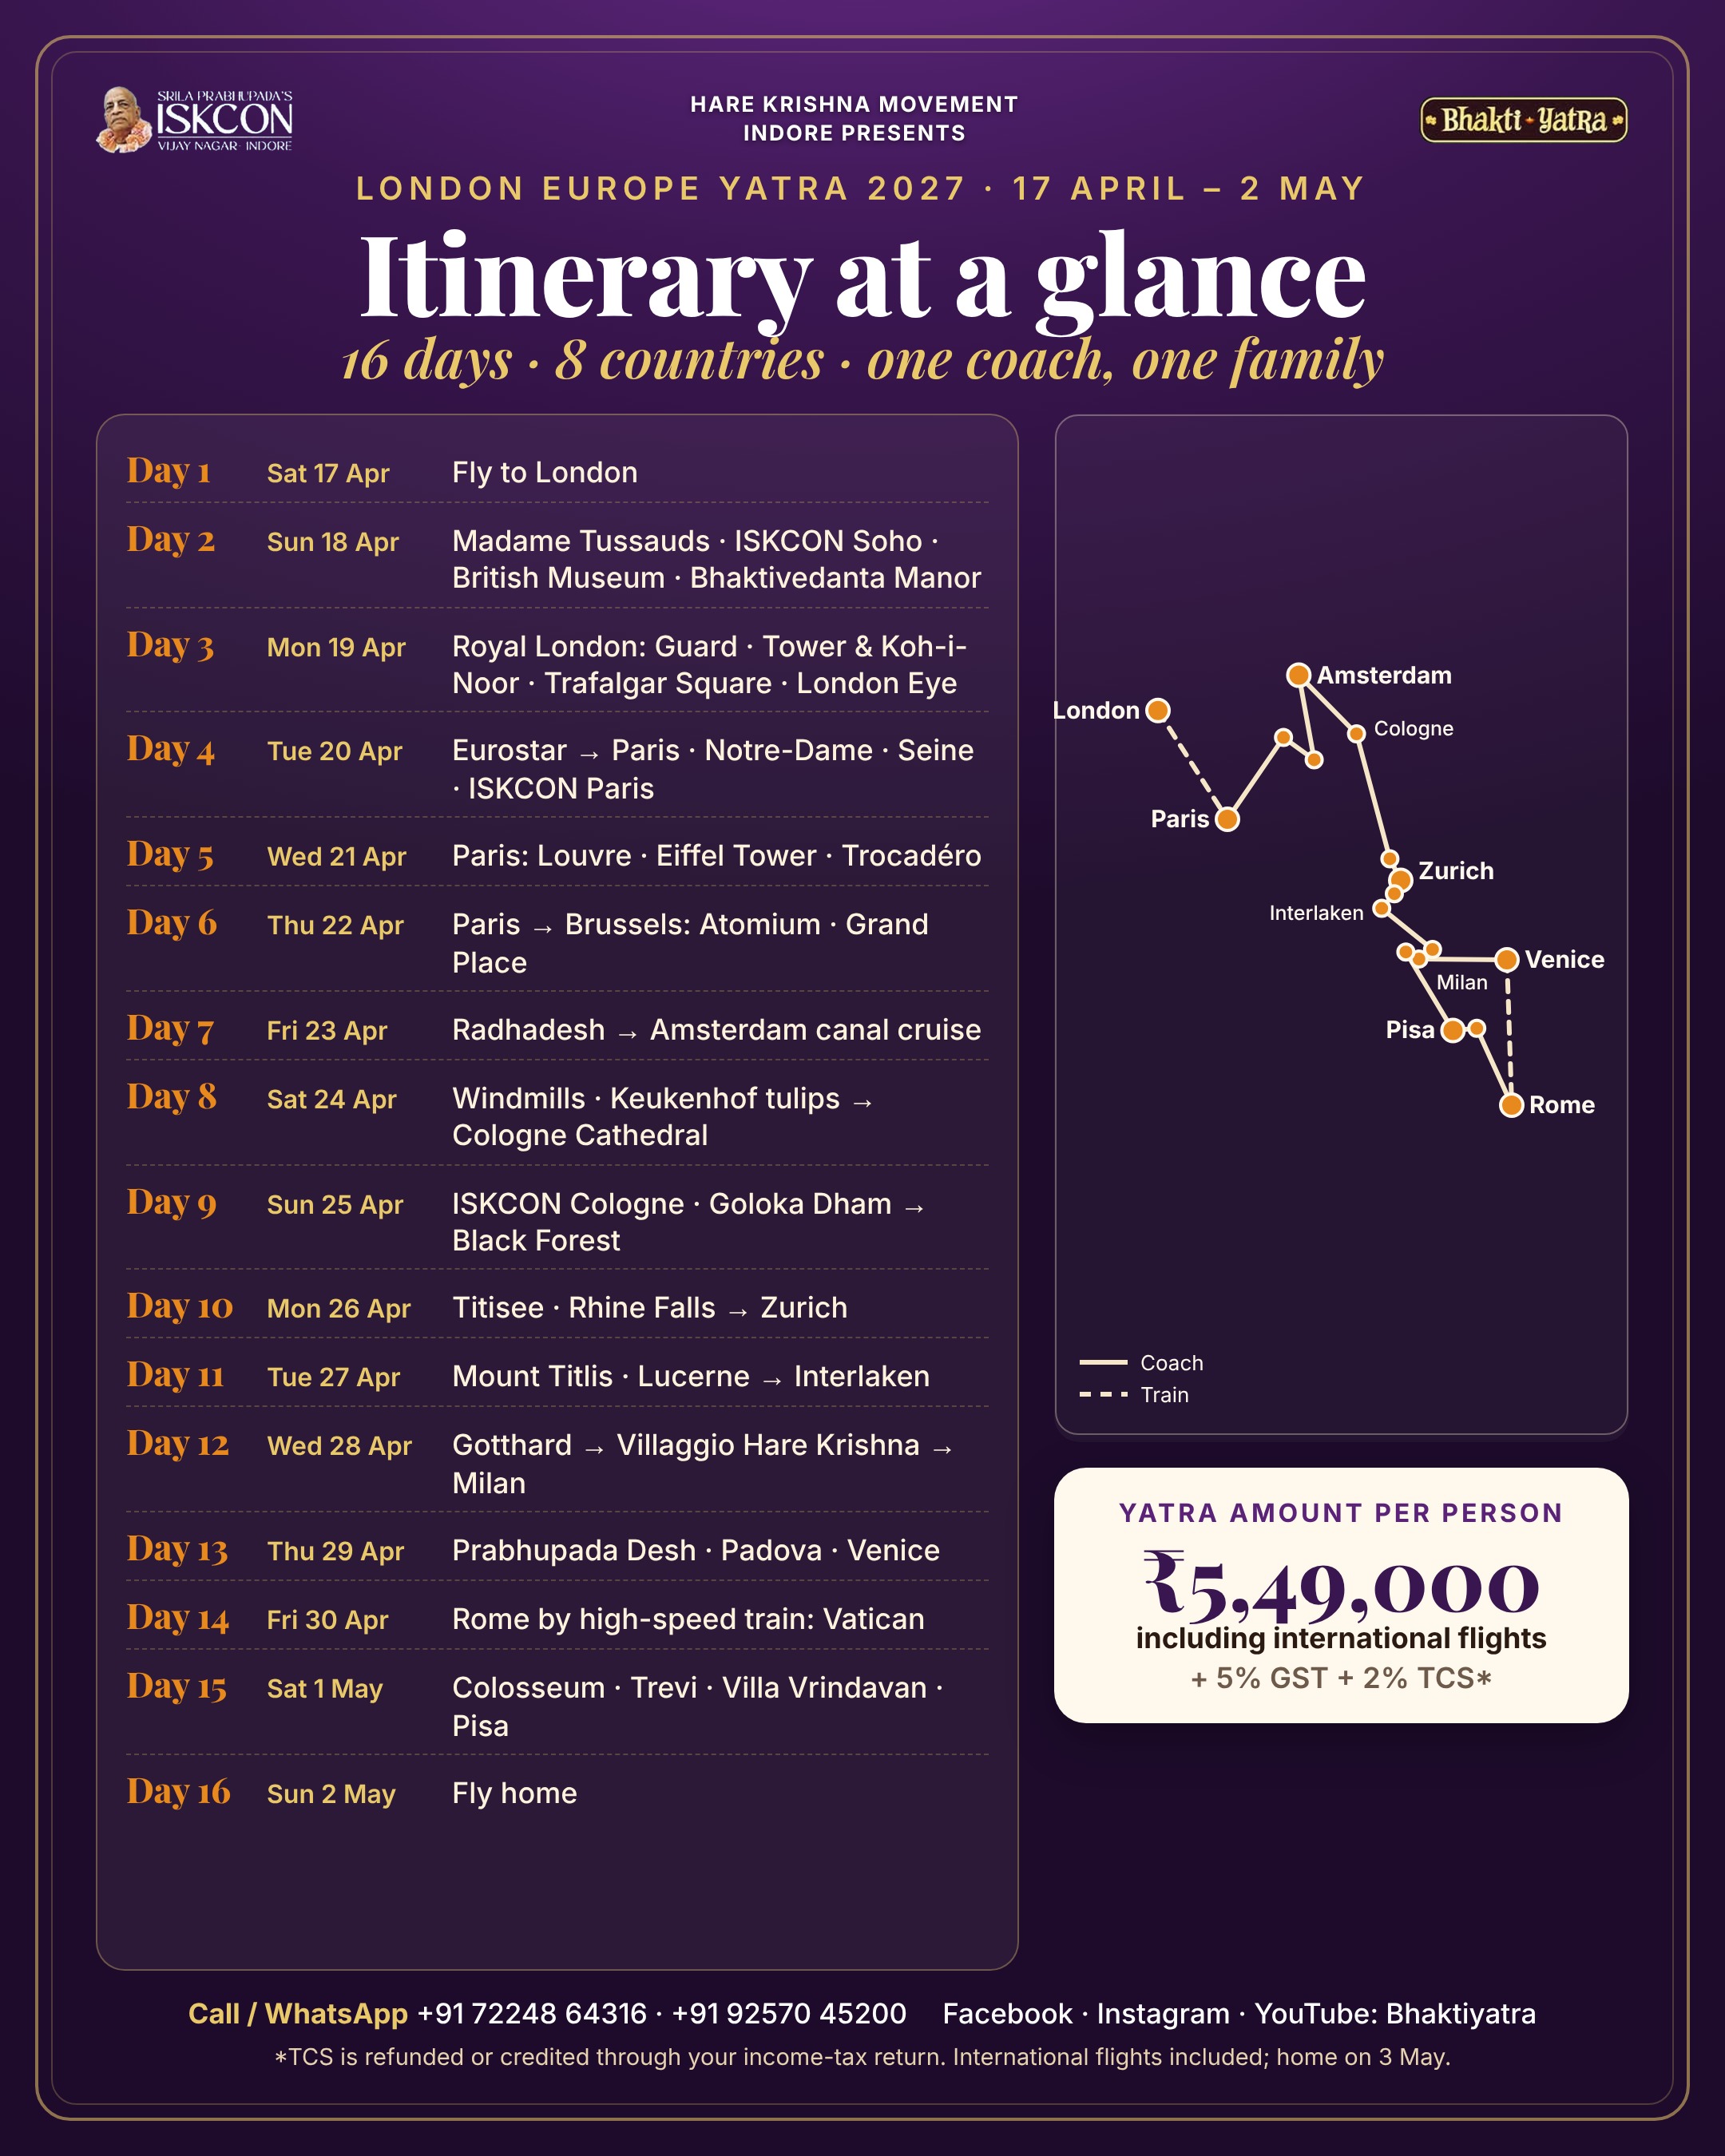 SRILA PRABHUPADA'S
ISKCON
VIJAY NAGAR · INDORE
HARE KRISHNA MOVEMENT
INDORE PRESENTS
Bhakti·Yatra
LONDON EUROPE YATRA 2027 · 17 APRIL – 2 MAY
Itinerary at a glance
16 days · 8 countries · one coach, one family
Day 1 Sat 17 Apr Fly to London
Day 2 Sun 18 Apr Madame Tussauds · ISKCON Soho ·
British Museum · Bhaktivedanta Manor
Day 3 Mon 19 Apr Royal London: Guard · Tower & Koh-i-
Noor · Trafalgar Square · London Eye
Day 4 Tue 20 Apr Eurostar → Paris · Notre-Dame · Seine
· ISKCON Paris
Day 5 Wed 21 Apr Paris: Louvre · Eiffel Tower · Trocadéro
Day 6 Thu 22 Apr Paris → Brussels: Atomium · Grand
Place
Day 7 Fri 23 Apr Radhadesh → Amsterdam canal cruise
Day 8 Sat 24 Apr Windmills · Keukenhof tulips →
Cologne Cathedral
Day 9 Sun 25 Apr ISKCON Cologne · Goloka Dham →
Black Forest
Day 10 Mon 26 Apr Titisee · Rhine Falls → Zurich
Day 11 Tue 27 Apr Mount Titlis · Lucerne → Interlaken
Day 12 Wed 28 Apr Gotthard → Villaggio Hare Krishna →
Milan
Day 13 Thu 29 Apr Prabhupada Desh · Padova · Venice
Day 14 Fri 30 Apr Rome by high-speed train: Vatican
Day 15 Sat 1 May Colosseum · Trevi · Villa Vrindavan ·
Pisa
Day 16 Sun 2 May Fly home
Amsterdam
London
Cologne
Paris
Zurich
Interlaken
Venice
Milan
Pisa
Rome
Coach
Train
YATRA AMOUNT PER PERSON
₹5,49,000
including international flights
+ 5% GST + 2% TCS*
Call / WhatsApp +91 72248 64316 · +91 92570 45200 Facebook · Instagram · YouTube: Bhaktiyatra
*TCS is refunded or credited through your income-tax return. International flights included; home on 3 May.